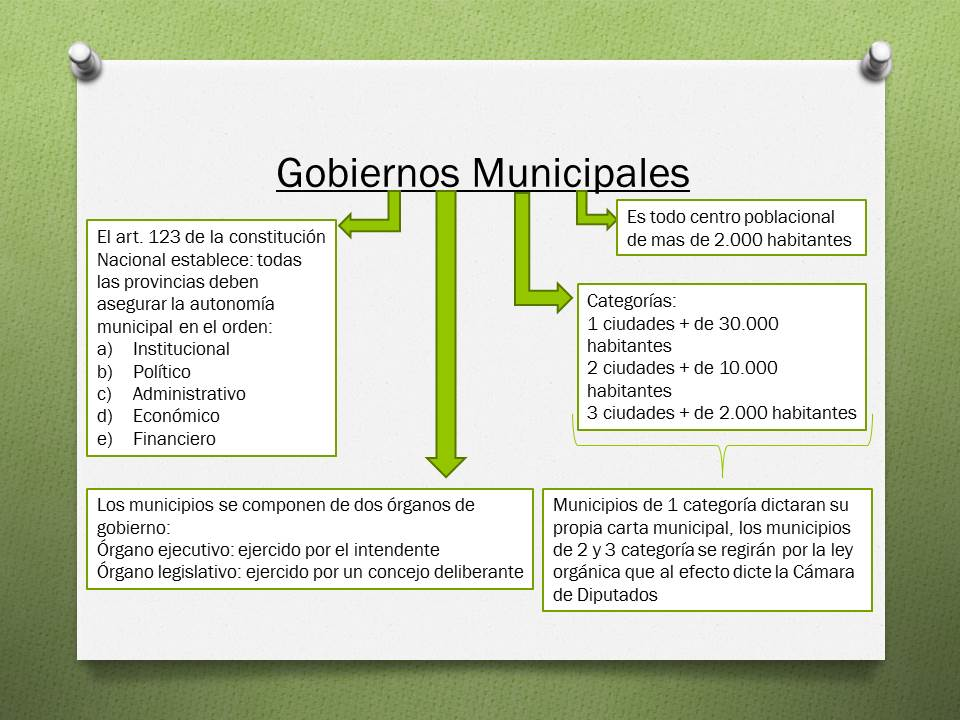 Gobiernos Municipales
El art. 123 de la constitución
Nacional establece: todas
las provincias deben
asegurar la autonomía
municipal en el orden:
a) Institucional
b) Político
c) Administrativo
d) Económico
e) Financiero
Es todo centro poblacional
de mas de 2.000 habitantes
Categorías:
1 ciudades + de 30.000
habitantes
2 ciudades + de 10.000
habitantes
3 ciudades + de 2.000 habitantes
Los municipios se componen de dos órganos de
gobierno:
Órgano ejecutivo: ejercido por el intendente
Órgano legislativo: ejercido por un concejo deliberante
Municipios de 1 categoría dictaran su
propia carta municipal, los municipios
de 2 y 3 categoría se regirán por la ley
orgánica que al efecto dicte la Cámara
de Diputados